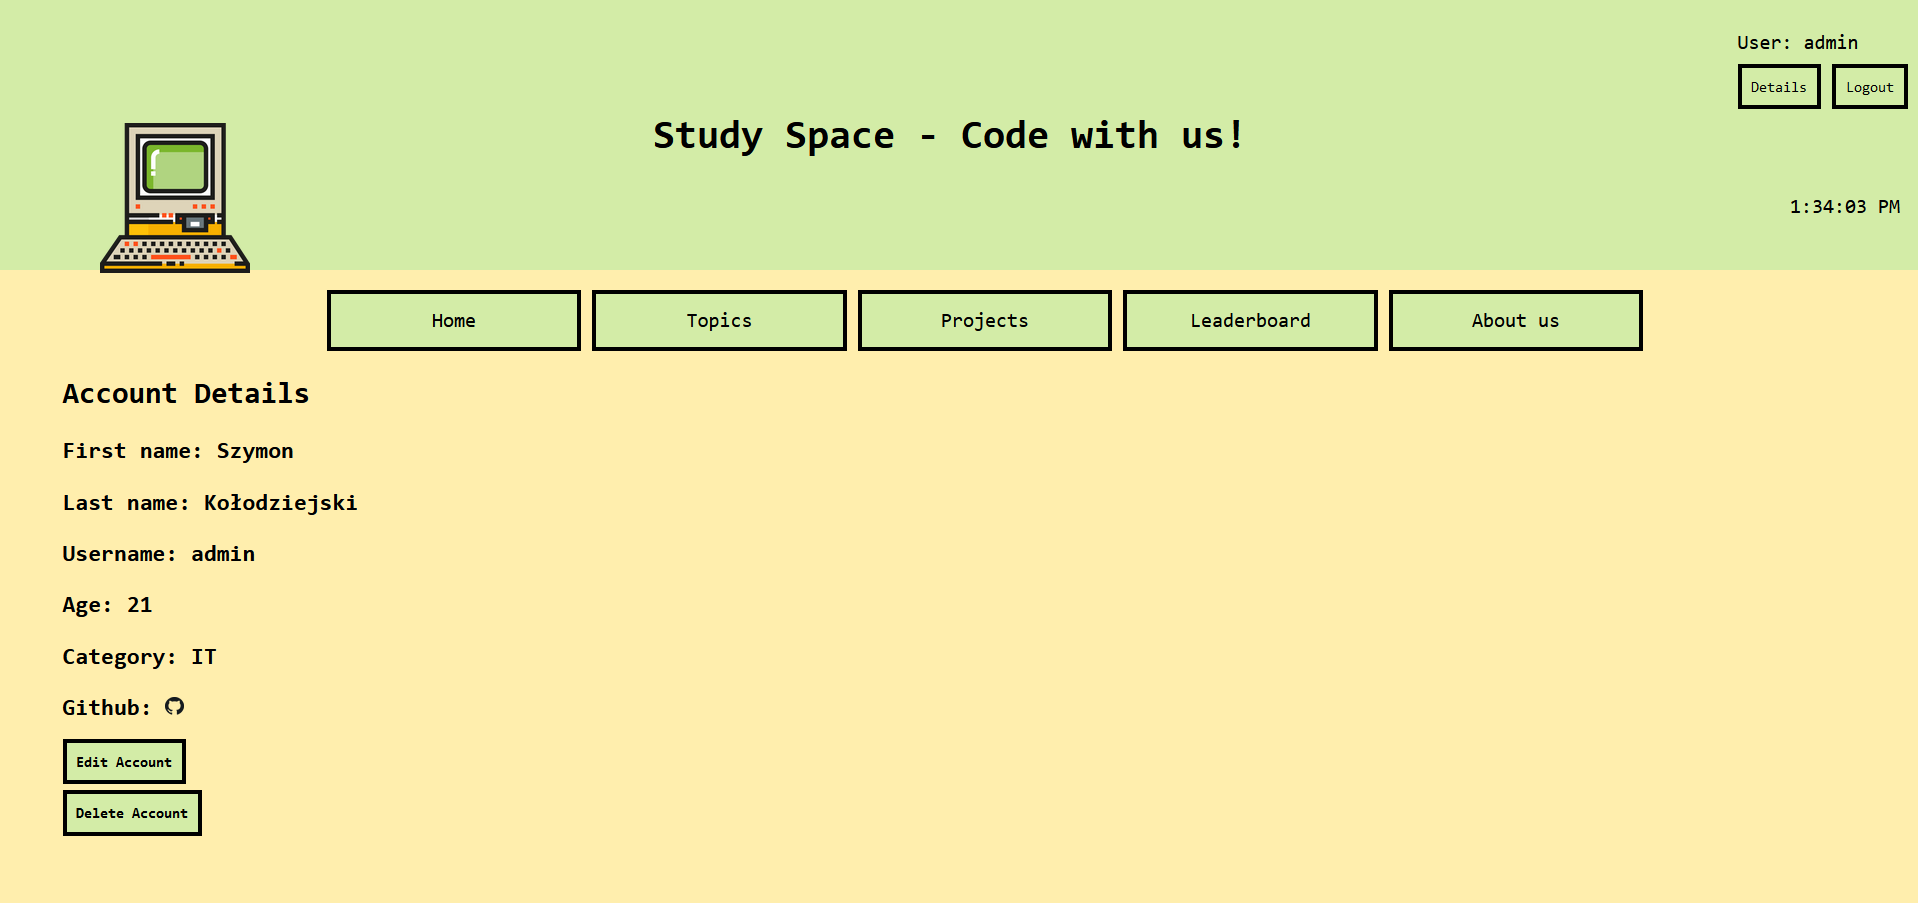 User: admin
Details Logout
Study Space - Code with us!
1:34:03 PM
Home Topics Projects Leaderboard About us
Account Details
First name: Szymon
Last name: Kołodziejski
Username: admin
Age: 21
Category: IT
Github:
Edit Account
Delete Account